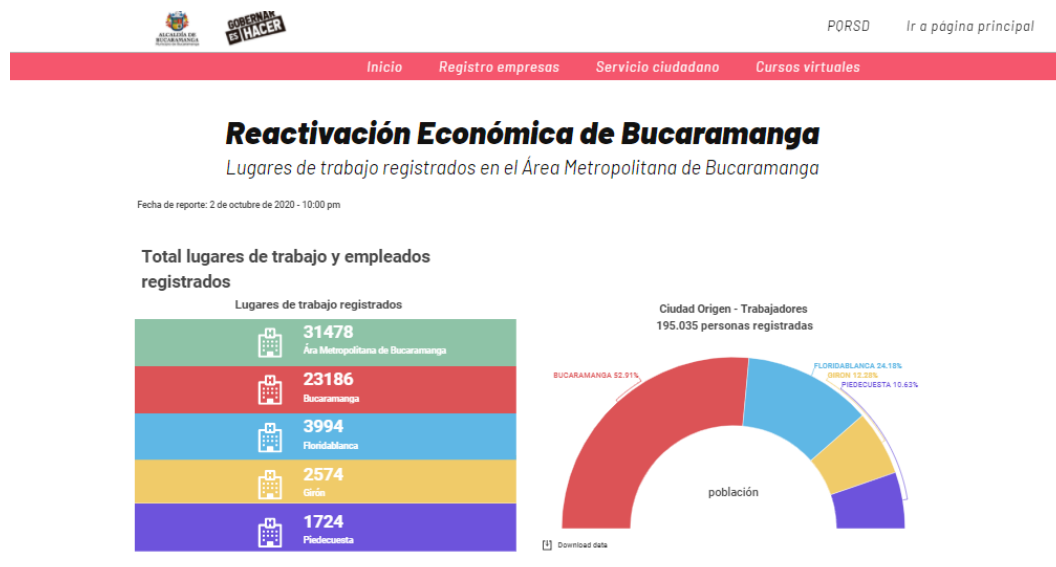 ALCALDÍA DE
BUCARAMANGA
GOBERNAR
ES HACER
PQRSD
Ir a página principal
Inicio
Registro empresas
Servicio ciudadano
Cursos virtuales
Reactivación Económica de Bucaramanga
Lugares de trabajo registrados en el Área Metropolitana de Bucaramanga
Fecha de reporte: 2 de octubre de 2020 - 10:00 pm
Total lugares de trabajo y empleados
registrados
Lugares de trabajo registrados
31478
Ára Metropolitana de Bucaramanga
23186
Bucaramanga
3994
Floridablanca
2574
Girón
1724
Piedecuesta
Ciudad Origen - Trabajadores
195.035 personas registradas
BUCARAMANGA 52.91%
FLORIDABLANCA 24.18%
GIRON 12.28%
PIEDECUESTA 10.63%
población
Download data